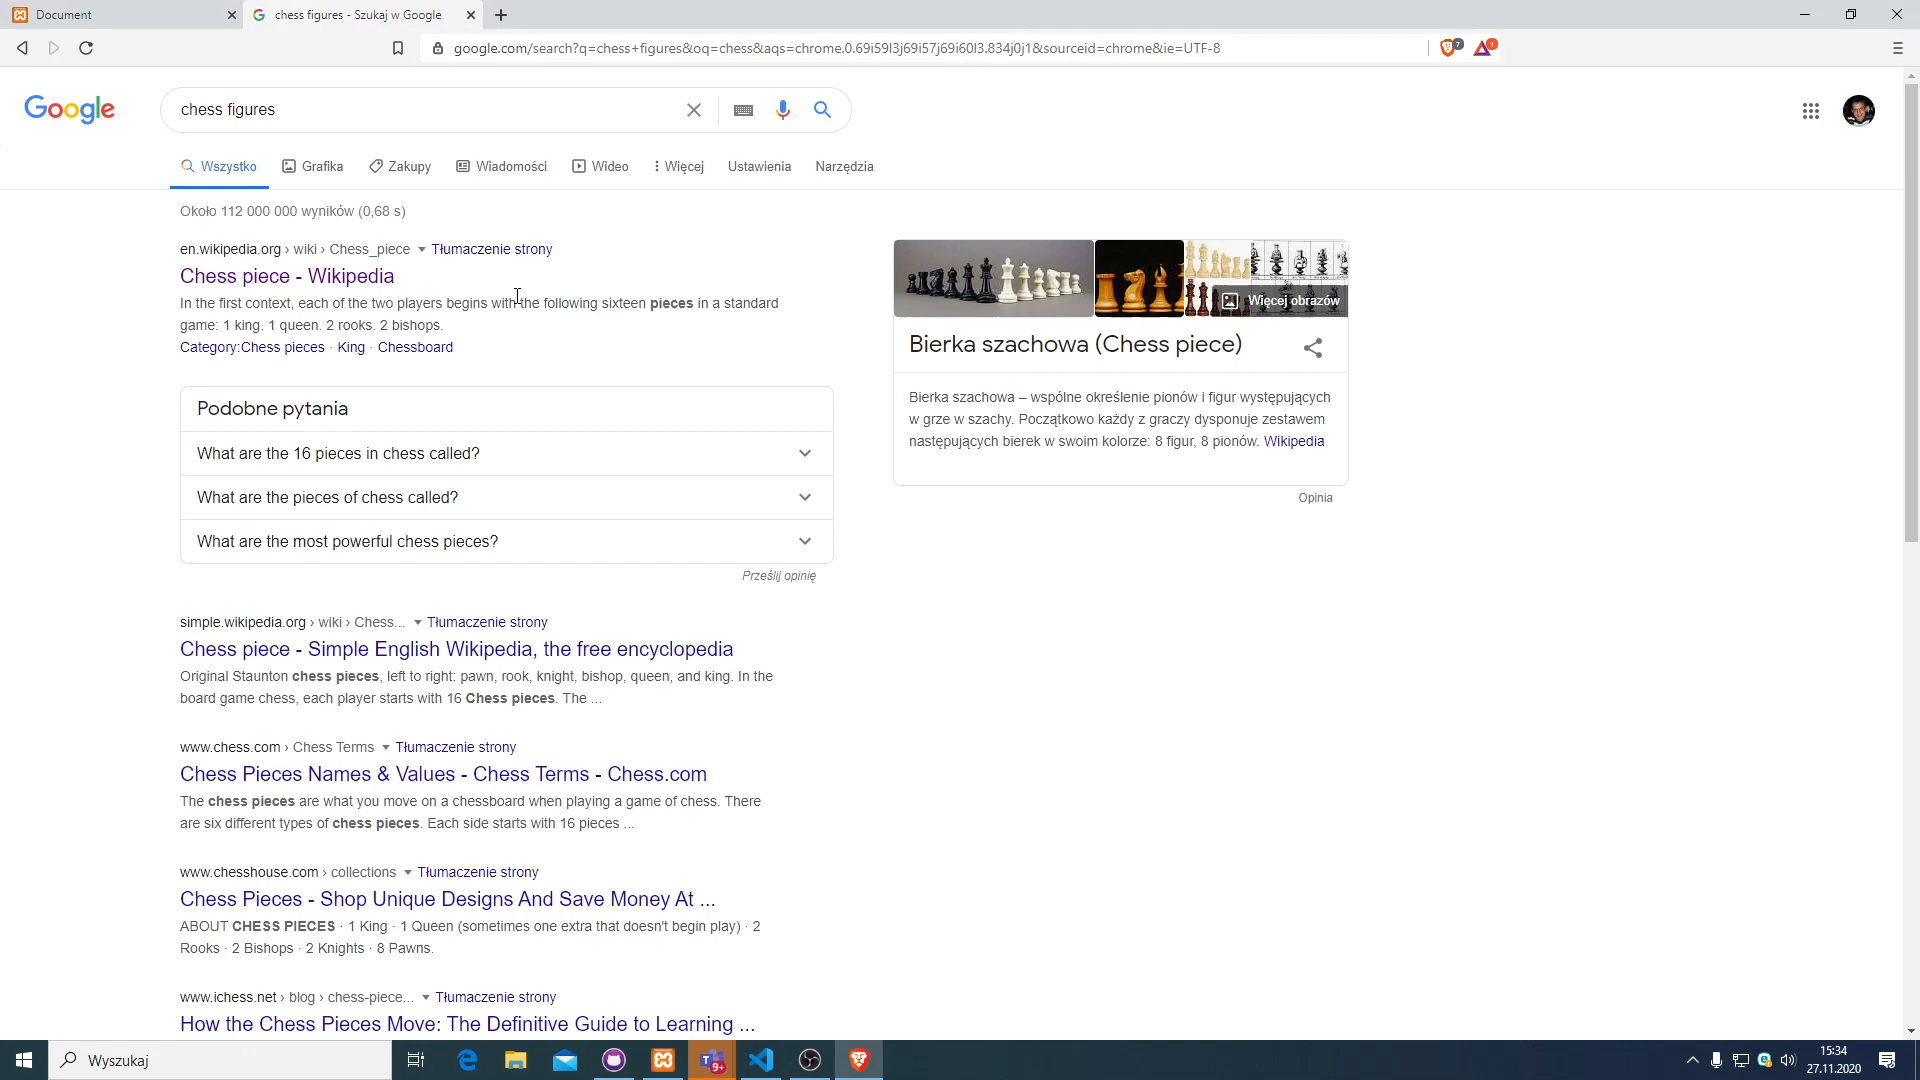 Document
chess figures - Szukaj w Google
google.com/search?q=chess+figures&oq=chess&aqs=chrome.0.69i59l3j69i57j69i60l3.834j0j1&sourceid=chrome&ie=UTF-8
7
1
Google
chess figures
Wszystko
Grafika
Zakupy
Wiadomości
Wideo
Więcej
Ustawienia
Narzędzia
Około 112 000 000 wyników (0,68 s)
en.wikipedia.org › wiki › Chess_piece Tłumaczenie strony
Chess piece - Wikipedia
In the first context, each of the two players begins with the following sixteen pieces in a standard
game: 1 king. 1 queen. 2 rooks. 2 bishops.
Category:Chess pieces · King · Chessboard
Podobne pytania
What are the 16 pieces in chess called?
What are the pieces of chess called?
What are the most powerful chess pieces?
Prześlij opinię
simple.wikipedia.org › wiki › Chess... Tłumaczenie strony
Chess piece - Simple English Wikipedia, the free encyclopedia
Original Staunton chess pieces, left to right: pawn, rook, knight, bishop, queen, and king. In the
board game chess, each player starts with 16 Chess pieces. The ...
www.chess.com › Chess Terms Tłumaczenie strony
Chess Pieces Names & Values - Chess Terms - Chess.com
The chess pieces are what you move on a chessboard when playing a game of chess. There
are six different types of chess pieces. Each side starts with 16 pieces ...
www.chesshouse.com › collections Tłumaczenie strony
Chess Pieces - Shop Unique Designs And Save Money At ...
ABOUT CHESS PIECES · 1 King · 1 Queen (sometimes one extra that doesn't begin play) · 2
Rooks · 2 Bishops · 2 Knights · 8 Pawns.
www.ichess.net › blog › chess-piece... Tłumaczenie strony
How the Chess Pieces Move: The Definitive Guide to Learning ...
Więcej obrazów
Bierka szachowa (Chess piece)
Bierka szachowa – wspólne określenie pionów i figur występujących
w grze w szachy. Początkowo każdy z graczy dysponuje zestawem
następujących bierek w swoim kolorze: 8 figur, 8 pionów. Wikipedia
Opinia
Wyszukaj
9+
15:34
27.11.2020